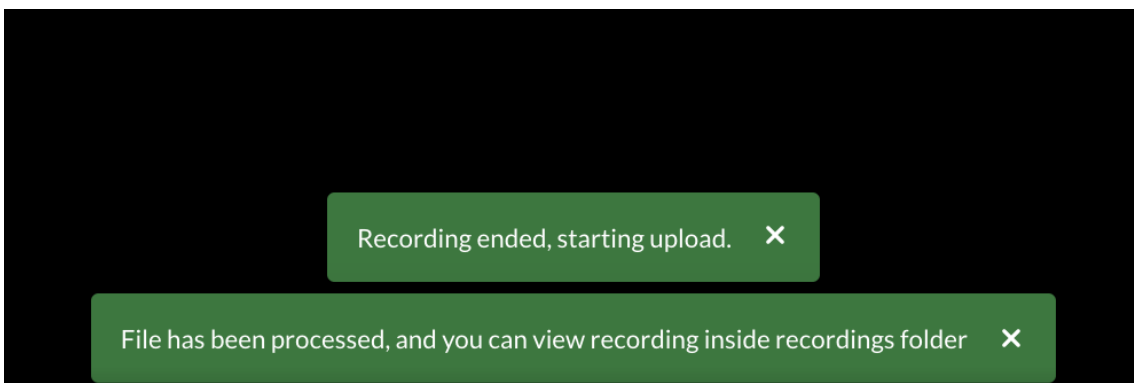 Recording ended, starting upload.
File has been processed, and you can view recording inside recordings folder